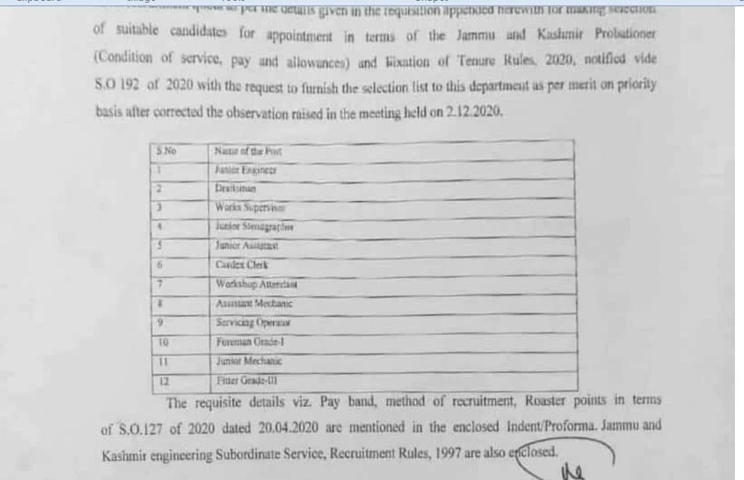 per the details given in the requisition appended herewith for making selection
of suitable candidates for appointment in terms of the Jammu and Kashmir Probationer
(Condition of service, pay and allowances) and Fixation of Tenure Rules, 2020, notified vide
S.O 192 of 2020 with the request to furnish the selection list to this department as per merit on priority
basis after corrected the observation raised in the meeting held on 2.12.2020.
S.No Name of the Post
1 Junior Engineer
2 Draftsman
3 Works Supervisor
4 Junior Stenographer
5 Junior Assistant
6 Cardex Clerk
7 Workshop Attendant
8 Assistant Mechanic
9 Servicing Operator
10 Foreman Grade-I
11 Junior Mechanic
12 Fitter Grade-III
The requisite details viz. Pay band, method of recruitment, Roaster points in terms
of S.O.127 of 2020 dated 20.04.2020 are mentioned in the enclosed Indent/Proforma. Jammu and
Kashmir engineering Subordinate Service, Recruitment Rules, 1997 are also enclosed.